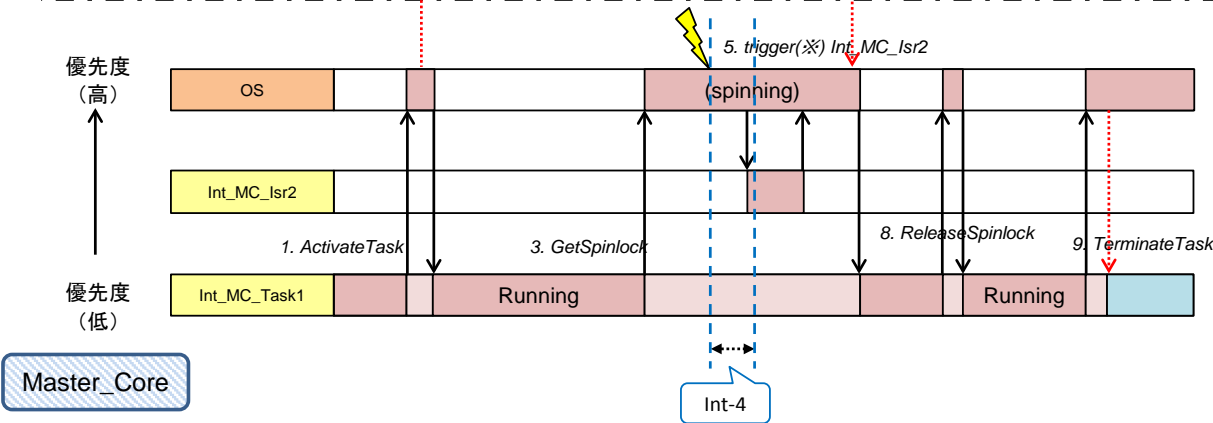 5. trigger(※) Int_MC_Isr2
優先度
(高)
OS
(spinning)
Int_MC_Isr2
1. ActivateTask
3. GetSpinlock
8. ReleaseSpinlock
9. TerminateTask
優先度
(低)
Int_MC_Task1
Running
Running
Master_Core
Int-4